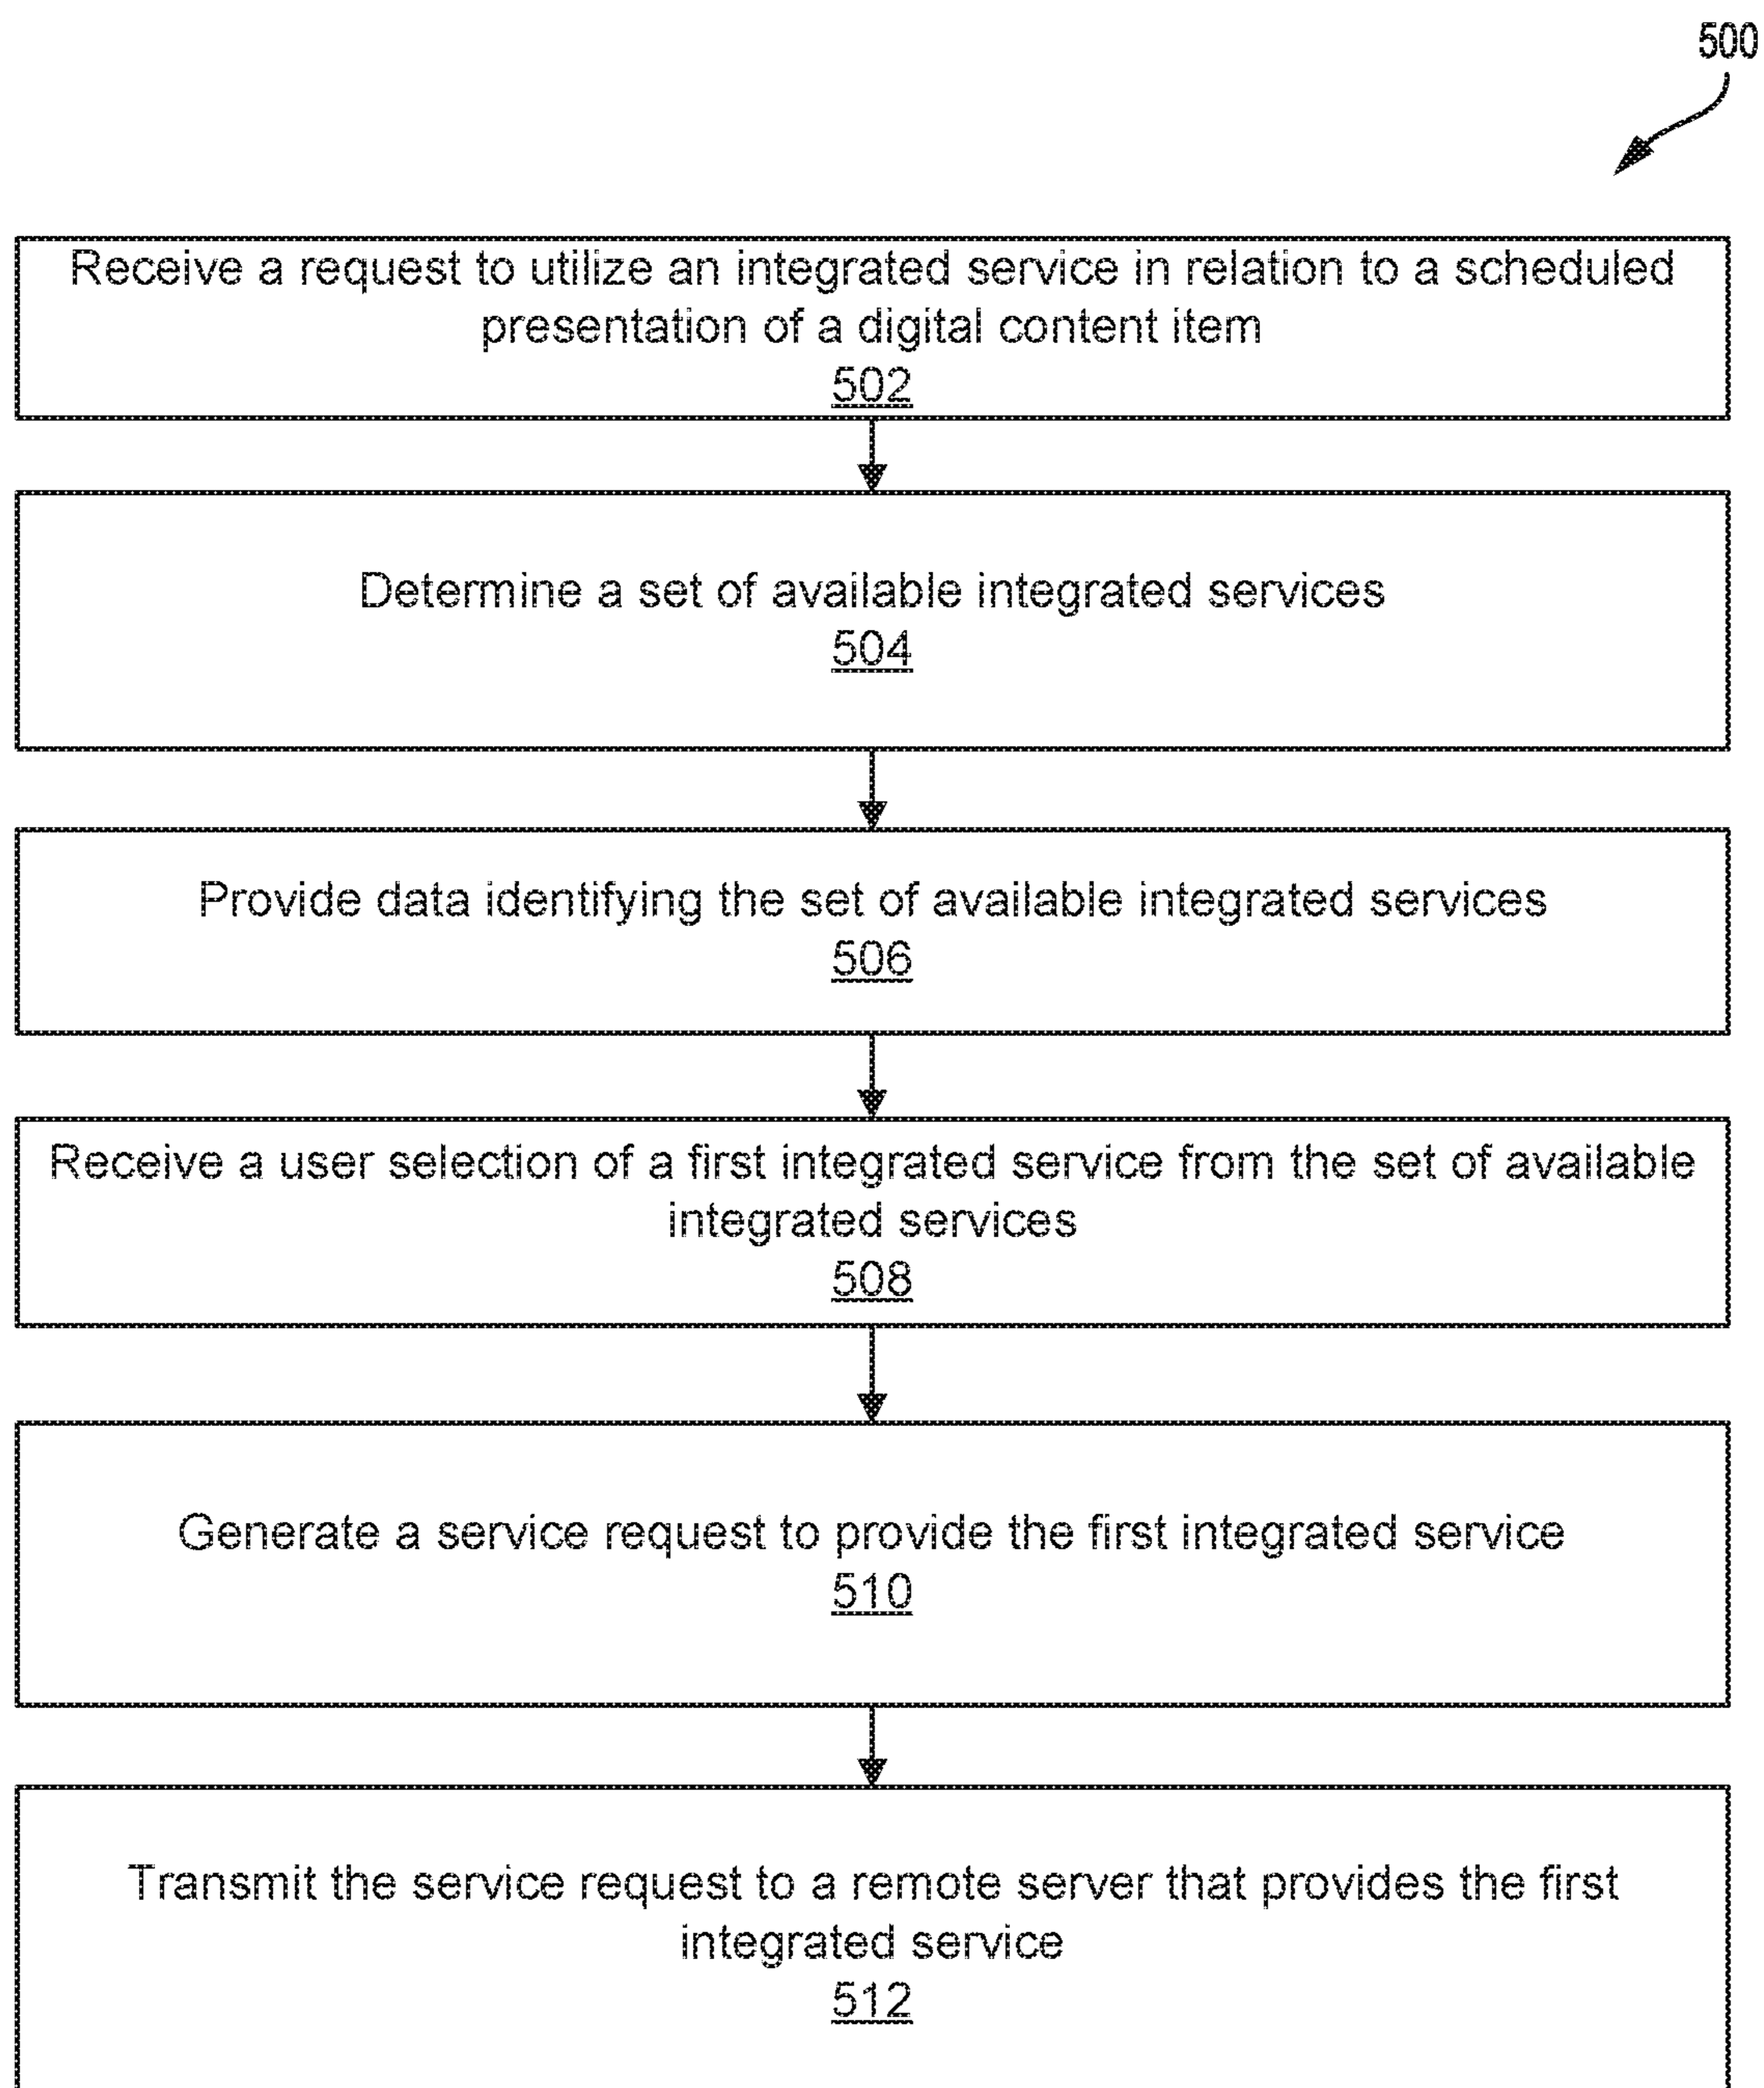 500
Receive a request to utilize an integrated service in relation to a scheduled
presentation of a digital content item
502
Determine a set of available integrated services
504
Provide data identifying the set of available integrated services
506
Receive a user selection of a first integrated service from the set of available
integrated services
508
Generate a service request to provide the first integrated service
510
Transmit the service request to a remote server that provides the first
integrated service
512